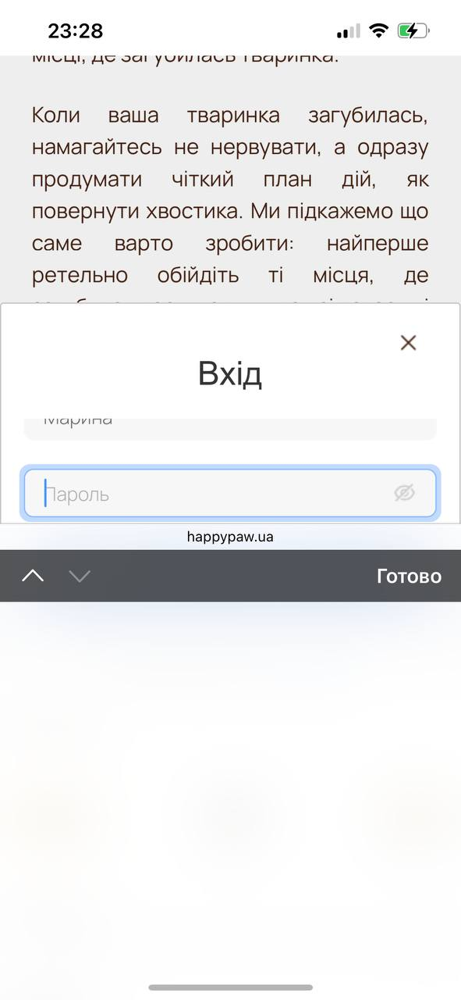 23:28
місці, де загубилась тваринка.
Коли ваша тваринка загубилась,
намагайтесь не нервувати, а одразу
продумати чіткий план дій, як
повернути хвостика. Ми підкажемо що
саме варто зробити: найперше
ретельно обійдіть ті місця, де
Вхід
Марина
Пароль
happypaw.ua
Готово